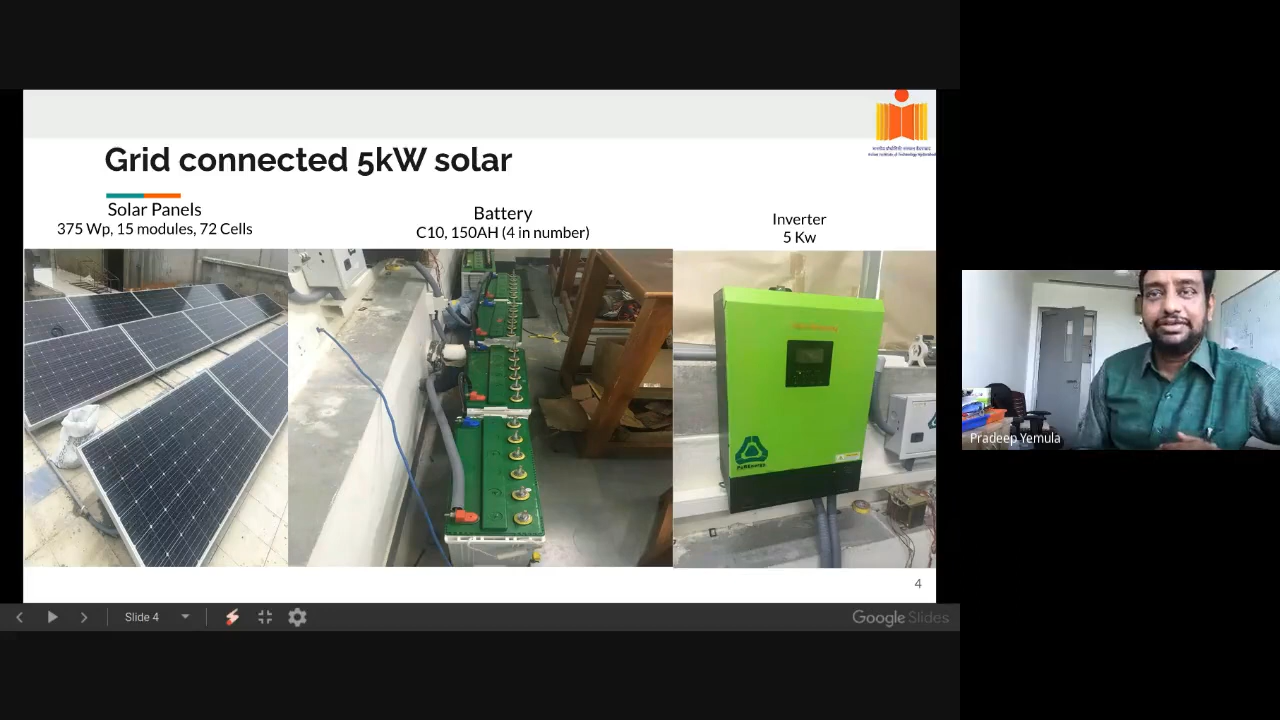 Grid connected 5kW solar
Solar Panels
375 Wp, 15 modules, 72 Cells
Battery
C10, 150AH (4 in number)
Inverter
5 Kw
Pradeep Yemula
4
Slide 4
Google Slides